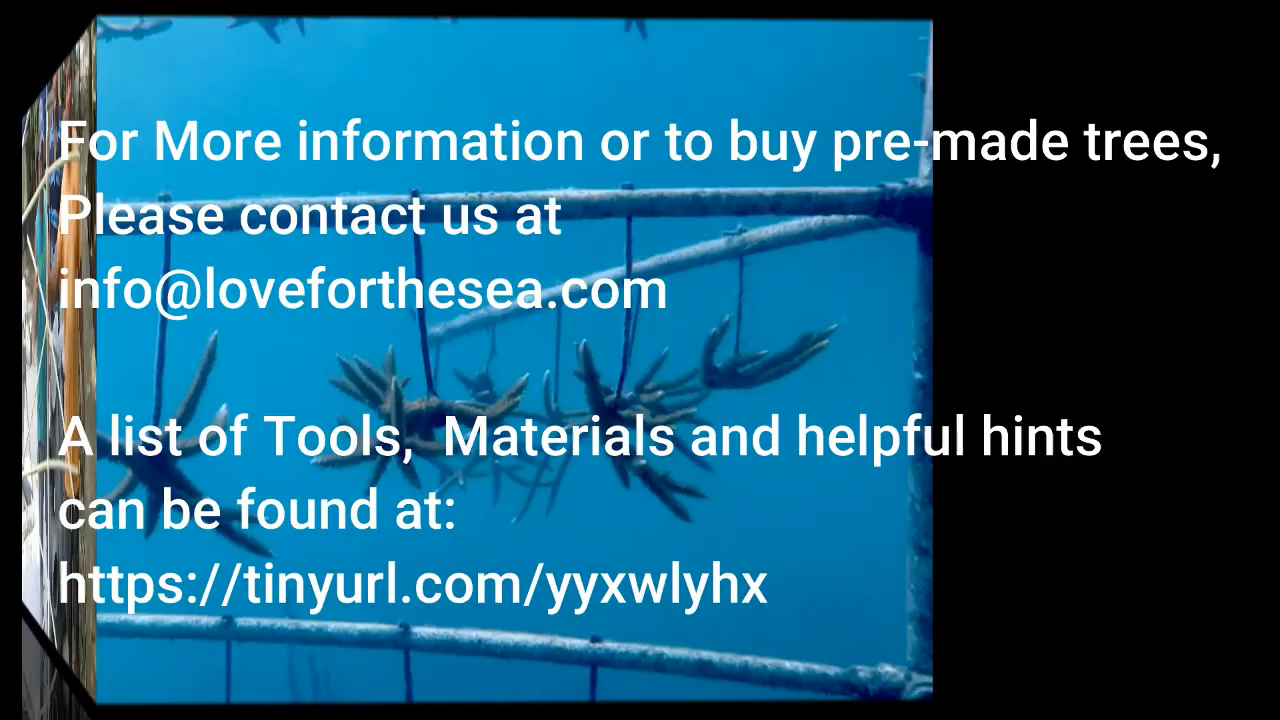 For More information or to buy pre-made trees,
Please contact us at
info@loveforthesea.com
A list of Tools,  Materials and helpful hints
can be found at:
https://tinyurl.com/yyxwlyhx